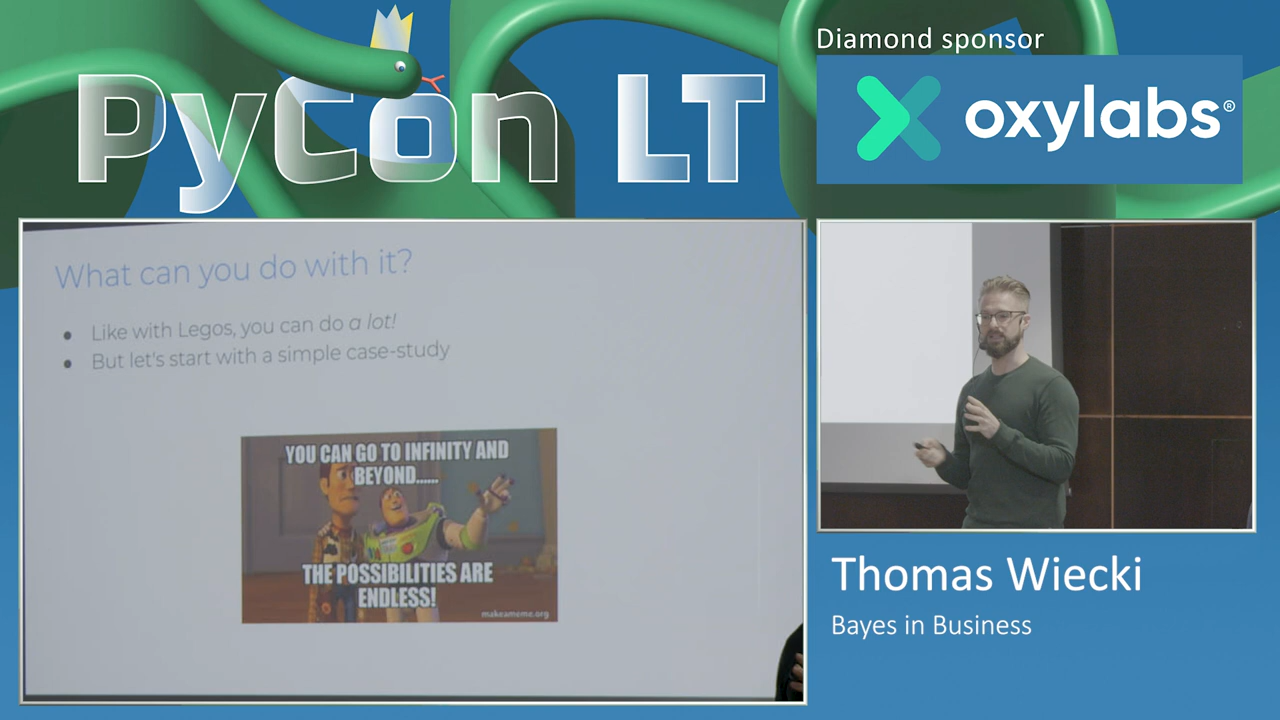 PyCon LT
Diamond sponsor
oxylabs®
What can you do with it?
Like with Legos, you can do a lot!
But let's start with a simple case-study
YOU CAN GO TO INFINITY AND
BEYOND......
THE POSSIBILITIES ARE
ENDLESS!
makeameme.org
Thomas Wiecki
Bayes in Business